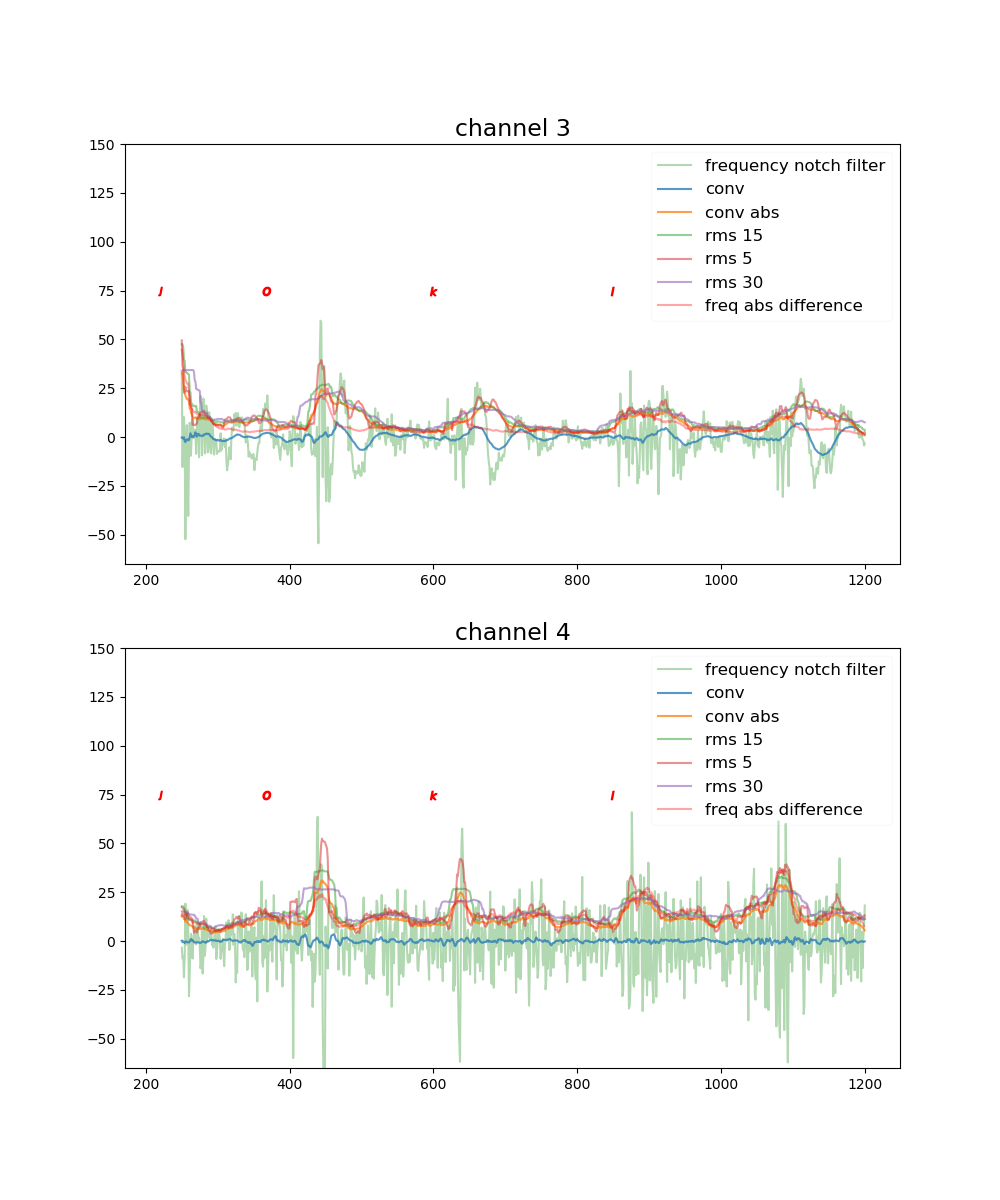 channel 3
150
125
100
75
50
25
0
−25
−50
frequency notch filter
conv
conv abs
rms 15
rms 5
rms 30
freq abs difference
J O k l
200 400 600 800 1000 1200
channel 4
150
125
100
75
50
25
0
−25
−50
frequency notch filter
conv
conv abs
rms 15
rms 5
rms 30
freq abs difference
J O k l
200 400 600 800 1000 1200